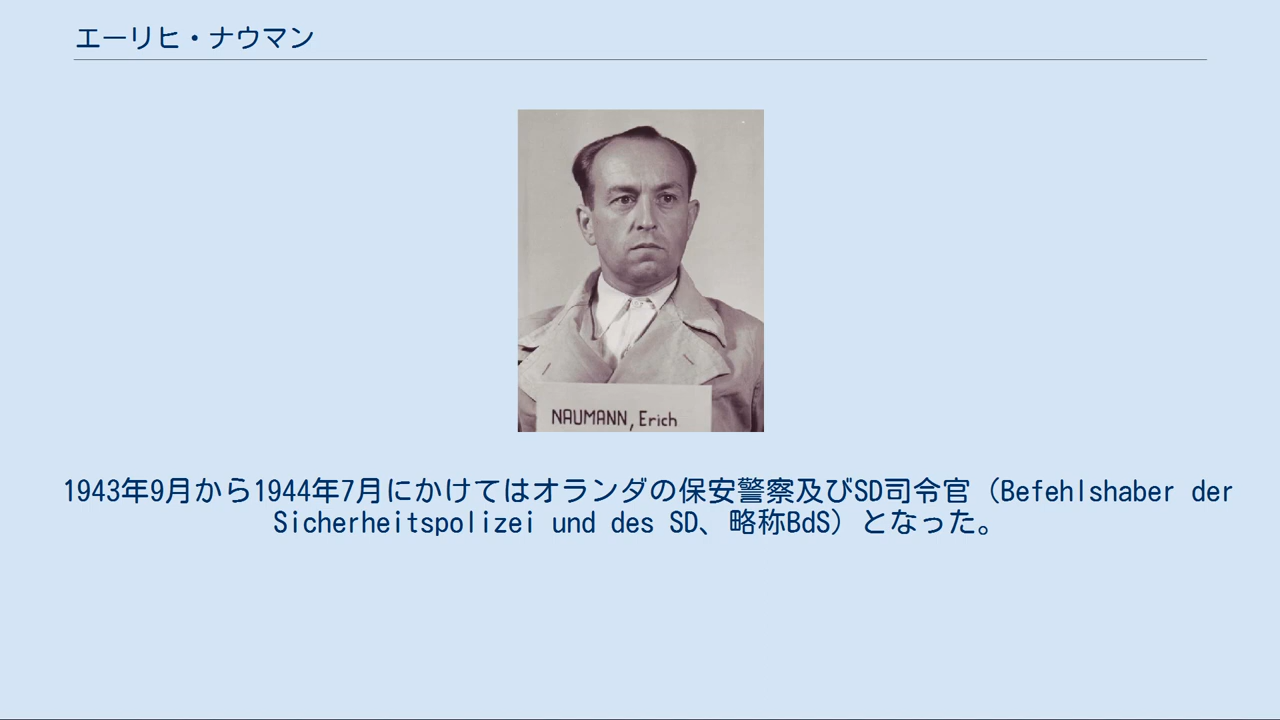 エーリヒ・ナウマン
NAUMANN, Erich
1943年9月から1944年7月にかけてはオランダの保安警察及びSD司令官（Befehlshaber der
Sicherheitspolizei und des SD、略称BdS）となった。